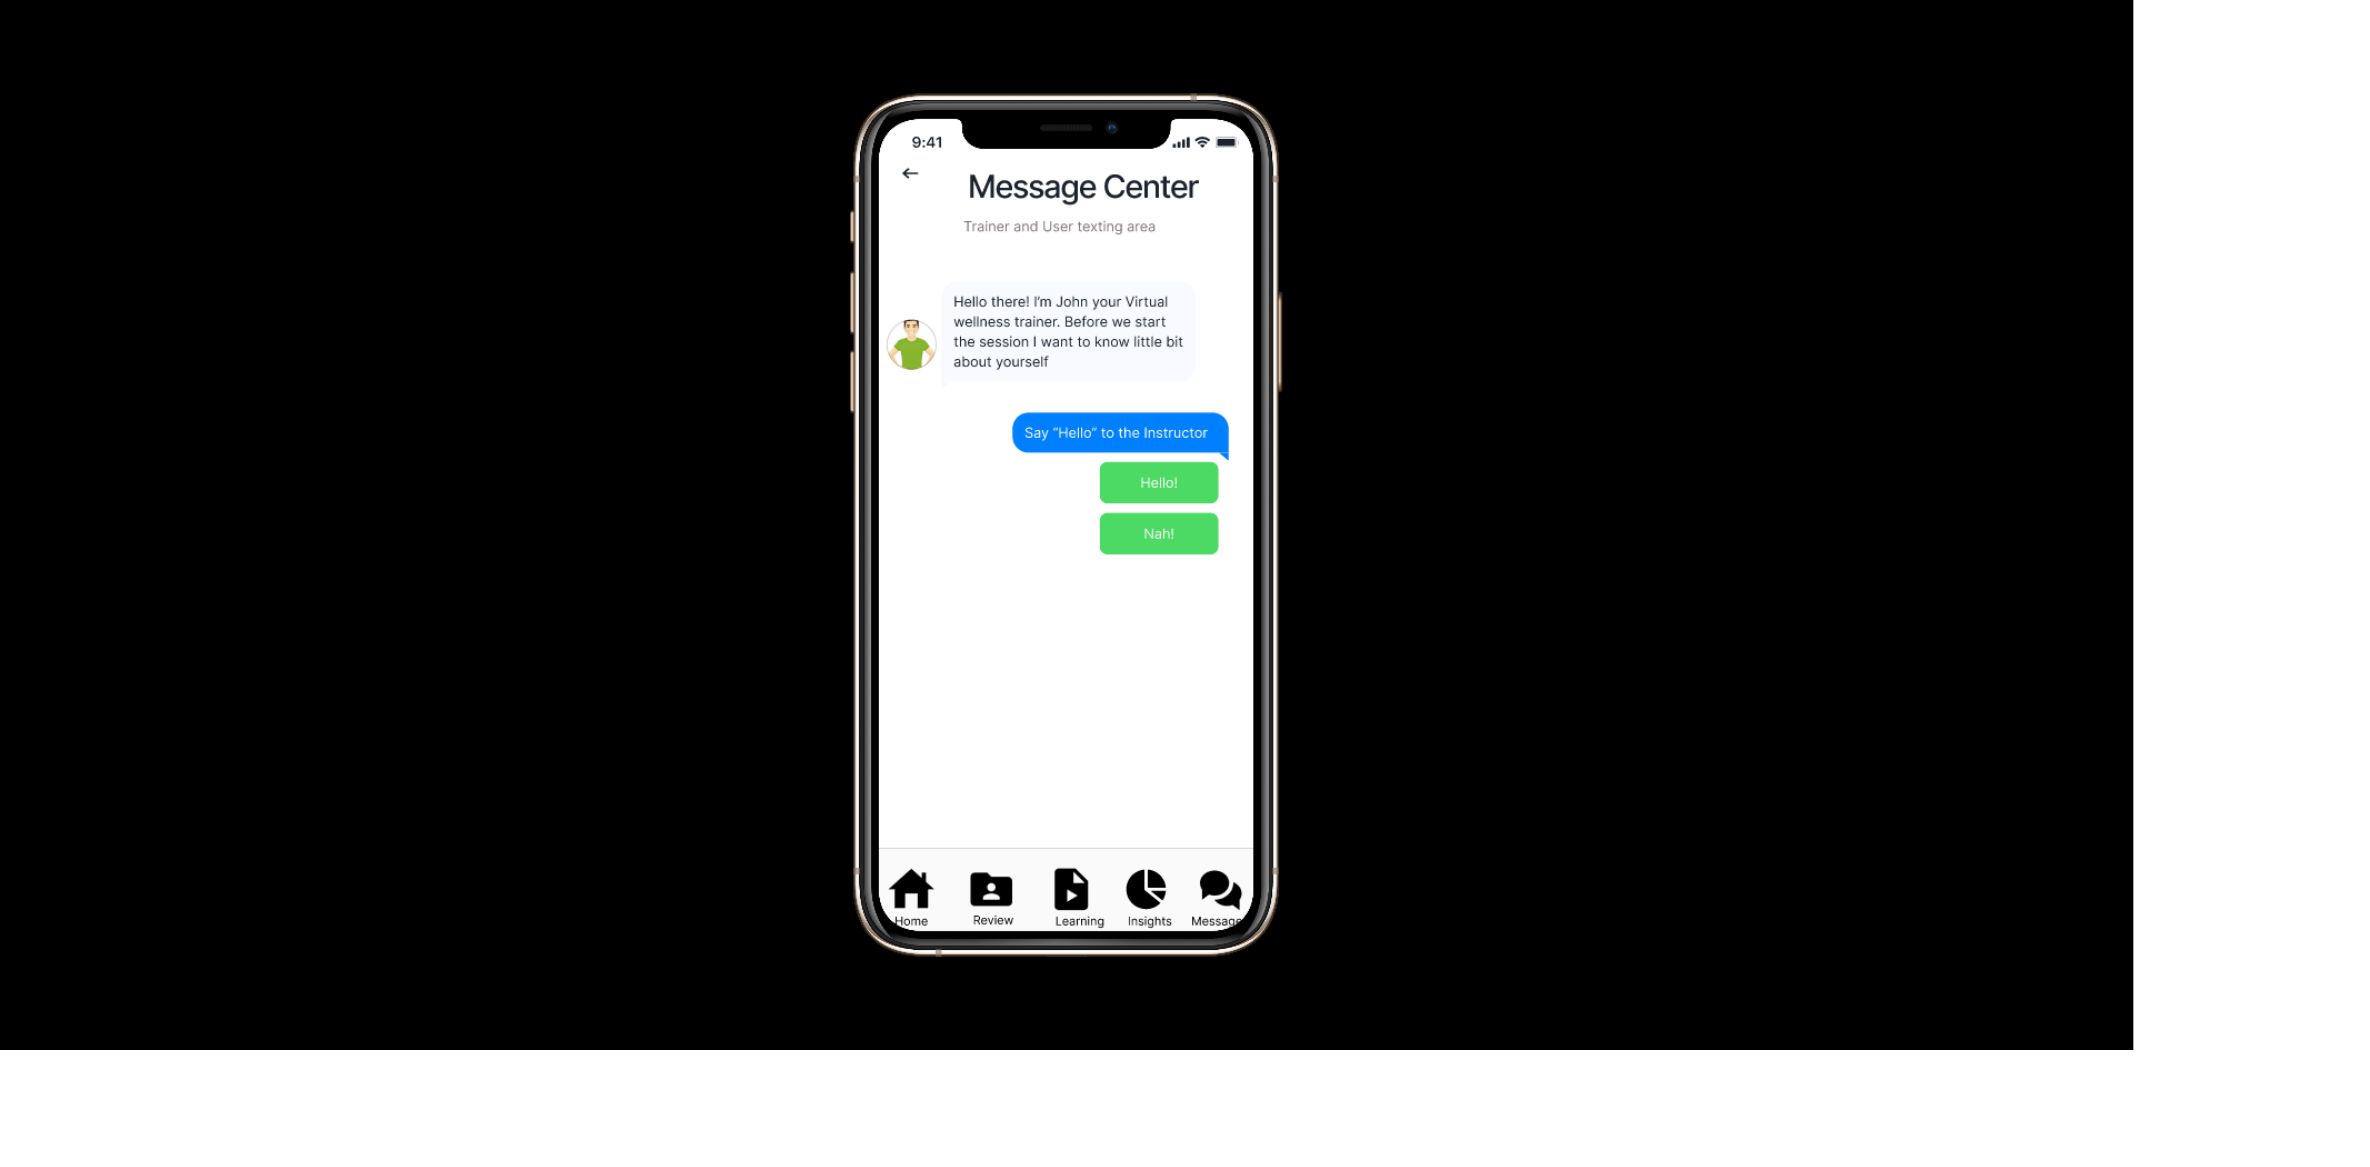 9:41
Message Center
Trainer and User texting area
Hello there! I'm John your Virtual
wellness trainer. Before we start
the session I want to know little bit
about yourself
Say “Hello” to the Instructor
Hello!
Nah!
Home Review Learning Insights Message